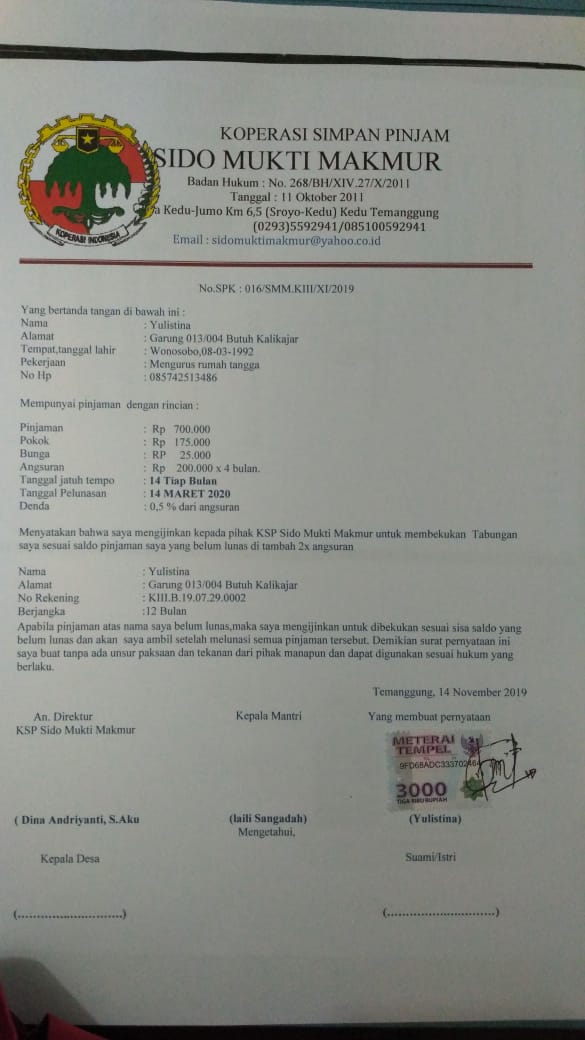 KOPERASI SIMPAN PINJAM
SIDO MUKTI MAKMUR
Badan Hukum : No. 268/BH/XIV.27/X/2011
Tanggal : 11 Oktober 2011
a Kedu-Jumo Km 6,5 (Sroyo-Kedu) Kedu Temanggung
(0293)5592941/085100592941
Email : sidomuktimakmur@yahoo.co.id
KOPERASI INDONESIA
No.SPK : 016/SMM.KIII/XI/2019
Yang bertanda tangan di bawah ini :
Nama : Yulistina
Alamat : Garung 013/004 Butuh Kalikajar
Tempat,tanggal lahir : Wonosobo,08-03-1992
Pekerjaan : Mengurus rumah tangga
No Hp : 085742513486
Mempunyai pinjaman dengan rincian :
Pinjaman : Rp 700.000
Pokok : Rp 175.000
Bunga : RP 25.000
Angsuran : Rp 200.000 x 4 bulan.
Tanggal jatuh tempo : 14 Tiap Bulan
Tanggal Pelunasan : 14 MARET 2020
Denda : 0,5 % dari angsuran
Menyatakan bahwa saya mengijinkan kepada pihak KSP Sido Mukti Makmur untuk membekukan Tabungan
saya sesuai saldo pinjaman saya yang belum lunas di tambah 2x angsuran
Nama : Yulistina
Alamat : Garung 013/004 Butuh Kalikajar
No Rekening : KIII.B.19.07.29.0002
Berjangka :12 Bulan
Apabila pinjaman atas nama saya belum lunas,maka saya mengijinkan untuk dibekukan sesuai sisa saldo yang
belum lunas dan akan saya ambil setelah melunasi semua pinjaman tersebut. Demikian surat pernyataan ini
saya buat tanpa ada unsur paksaan dan tekanan dari pihak manapun dan dapat digunakan sesuai hukum yang
berlaku.
Temanggung, 14 November 2019
An. Direktur Kepala Mantri Yang membuat pernyataan
KSP Sido Mukti Makmur
METERAI
TEMPEL
9FD68ADC333702464
3000
TIGA RIBU RUPIAH
( Dina Andriyanti, S.Aku (laili Sangadah) (Yulistina)
Mengetahui,
Kepala Desa Suami/Istri
(............................) (.............................)